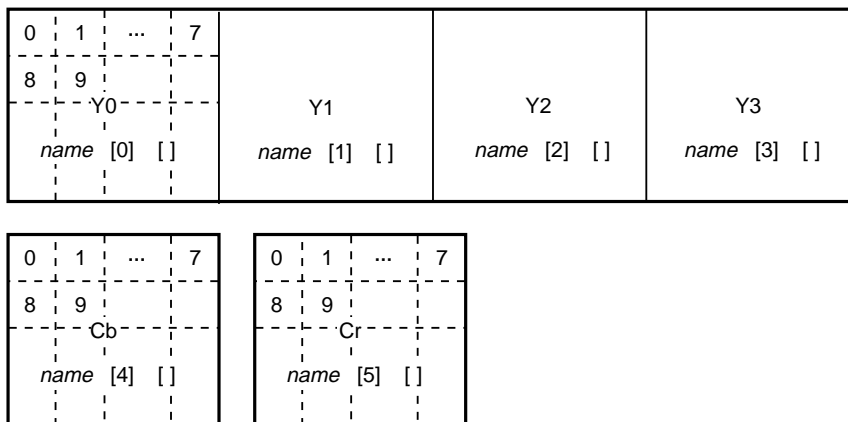 0 1 ... 7
8 9
Y0 Y1 Y2 Y3
name [0] [ ] name [1] [ ] name [2] [ ] name [3] [ ]
0 1 ... 7 0 1 ... 7
8 9 8 9
Cb Cr
name [4] [ ] name [5] [ ]